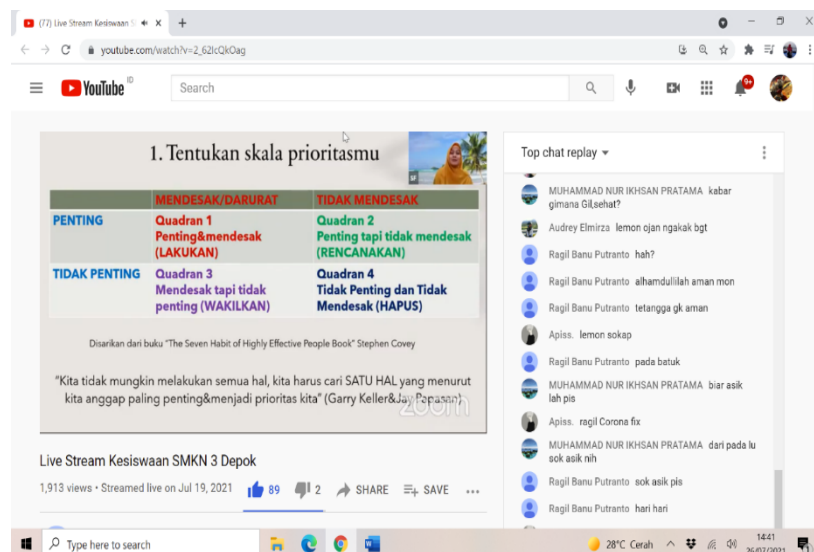 (77) Live Stream Kesiswaan S
youtube.com/watch?v=2_62IcQkOag
YouTube ID
Search
9+
1. Tentukan skala prioritasmu
SF
MENDESAK/DARURAT TIDAK MENDESAK
PENTING
Quadran 1
Penting&mendesak
(LAKUKAN)
Quadran 2
Penting tapi tidak mendesak
(RENCANAKAN)
TIDAK PENTING
Quadran 3
Mendesak tapi tidak
penting (WAKILKAN)
Quadran 4
Tidak Penting dan Tidak
Mendesak (HAPUS)
Disarikan dari buku "The Seven Habit of Highly Effective People Book" Stephen Covey
"Kita tidak mungkin melakukan semua hal, kita harus cari SATU HAL yang menurut
kita anggap paling penting&menjadi prioritas kita" (Garry Keller&Jay Papasan)
zoom
Live Stream Kesiswaan SMKN 3 Depok
1,913 views • Streamed live on Jul 19, 2021 89 2 SHARE SAVE
Top chat replay
MUHAMMAD NUR IKHSAN PRATAMA kabar
gimana Gil,sehat?
Audrey Elmirza lemon ojan ngakak bgt
Ragil Banu Putranto hah?
Ragil Banu Putranto alhamdullilah aman mon
Ragil Banu Putranto tetangga gk aman
Apiss. lemon sokap
Ragil Banu Putranto pada batuk
MUHAMMAD NUR IKHSAN PRATAMA biar asik
lah pis
Apiss. ragil Corona fix
MUHAMMAD NUR IKHSAN PRATAMA dari pada lu
sok asik nih
Ragil Banu Putranto sok asik pis
Ragil Banu Putranto hari hari
Type here to search
28°C Cerah
14:41
26/07/2021